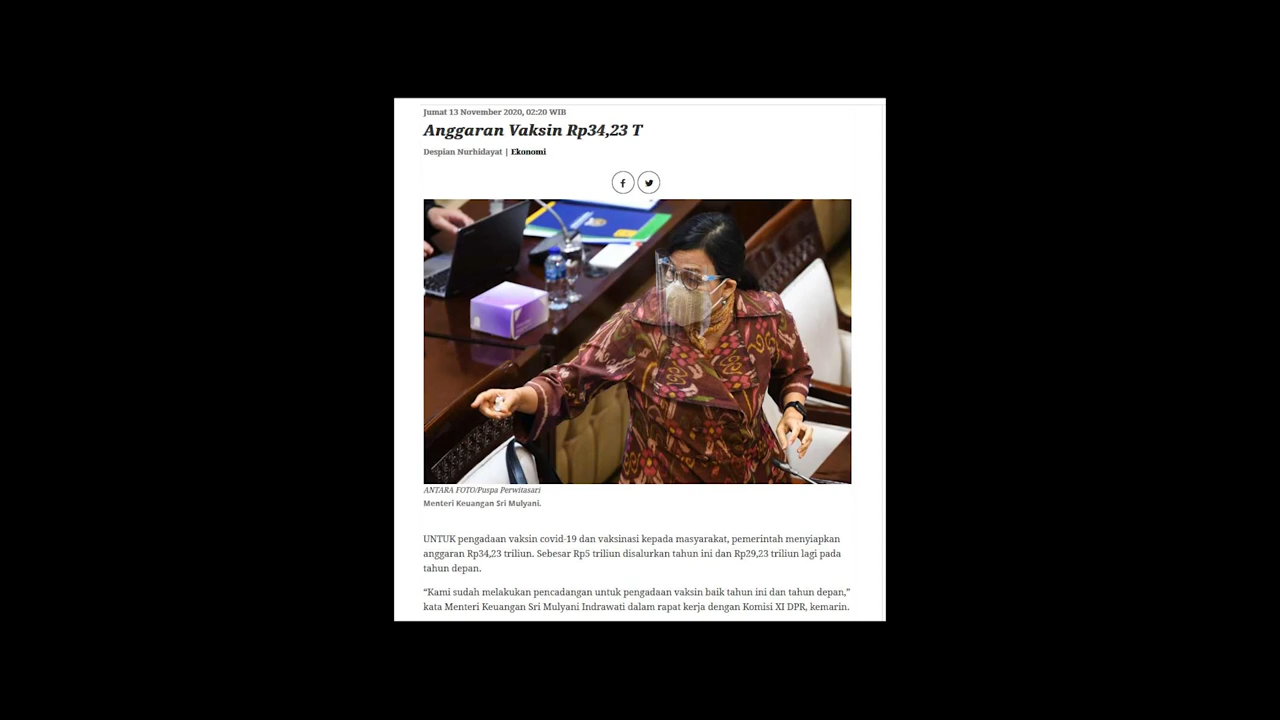 Jumat 13 November 2020, 02:20 WIB
Anggaran Vaksin Rp34,23 T
Despian Nurhidayat | Ekonomi
ANTARA FOTO/Puspa Perwitasari
Menteri Keuangan Sri Mulyani.
UNTUK pengadaan vaksin covid-19 dan vaksinasi kepada masyarakat, pemerintah menyiapkan
anggaran Rp34,23 triliun. Sebesar Rp5 triliun disalurkan tahun ini dan Rp29,23 triliun lagi pada
tahun depan.
“Kami sudah melakukan pencadangan untuk pengadaan vaksin baik tahun ini dan tahun depan,”
kata Menteri Keuangan Sri Mulyani Indrawati dalam rapat kerja dengan Komisi XI DPR, kemarin.